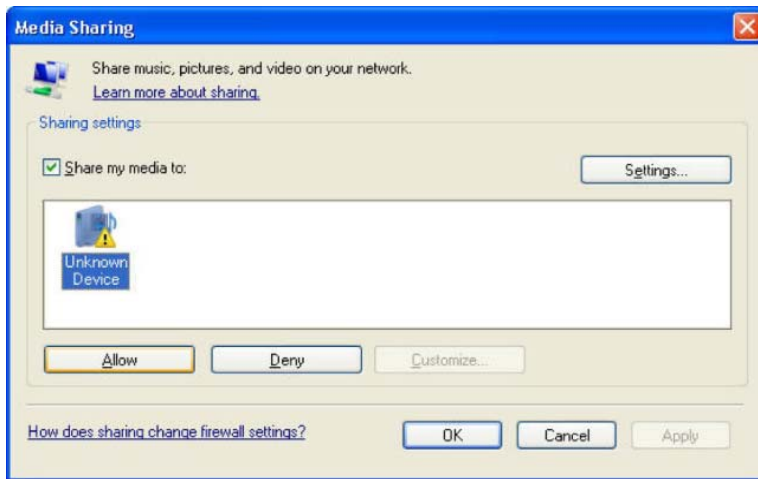 Media Sharing
Share music, pictures, and video on your network.
Learn more about sharing.
Sharing settings
Share my media to:
Settings...
Unknown
Device
Allow
Deny
Customize...
How does sharing change firewall settings?
OK
Cancel
Apply